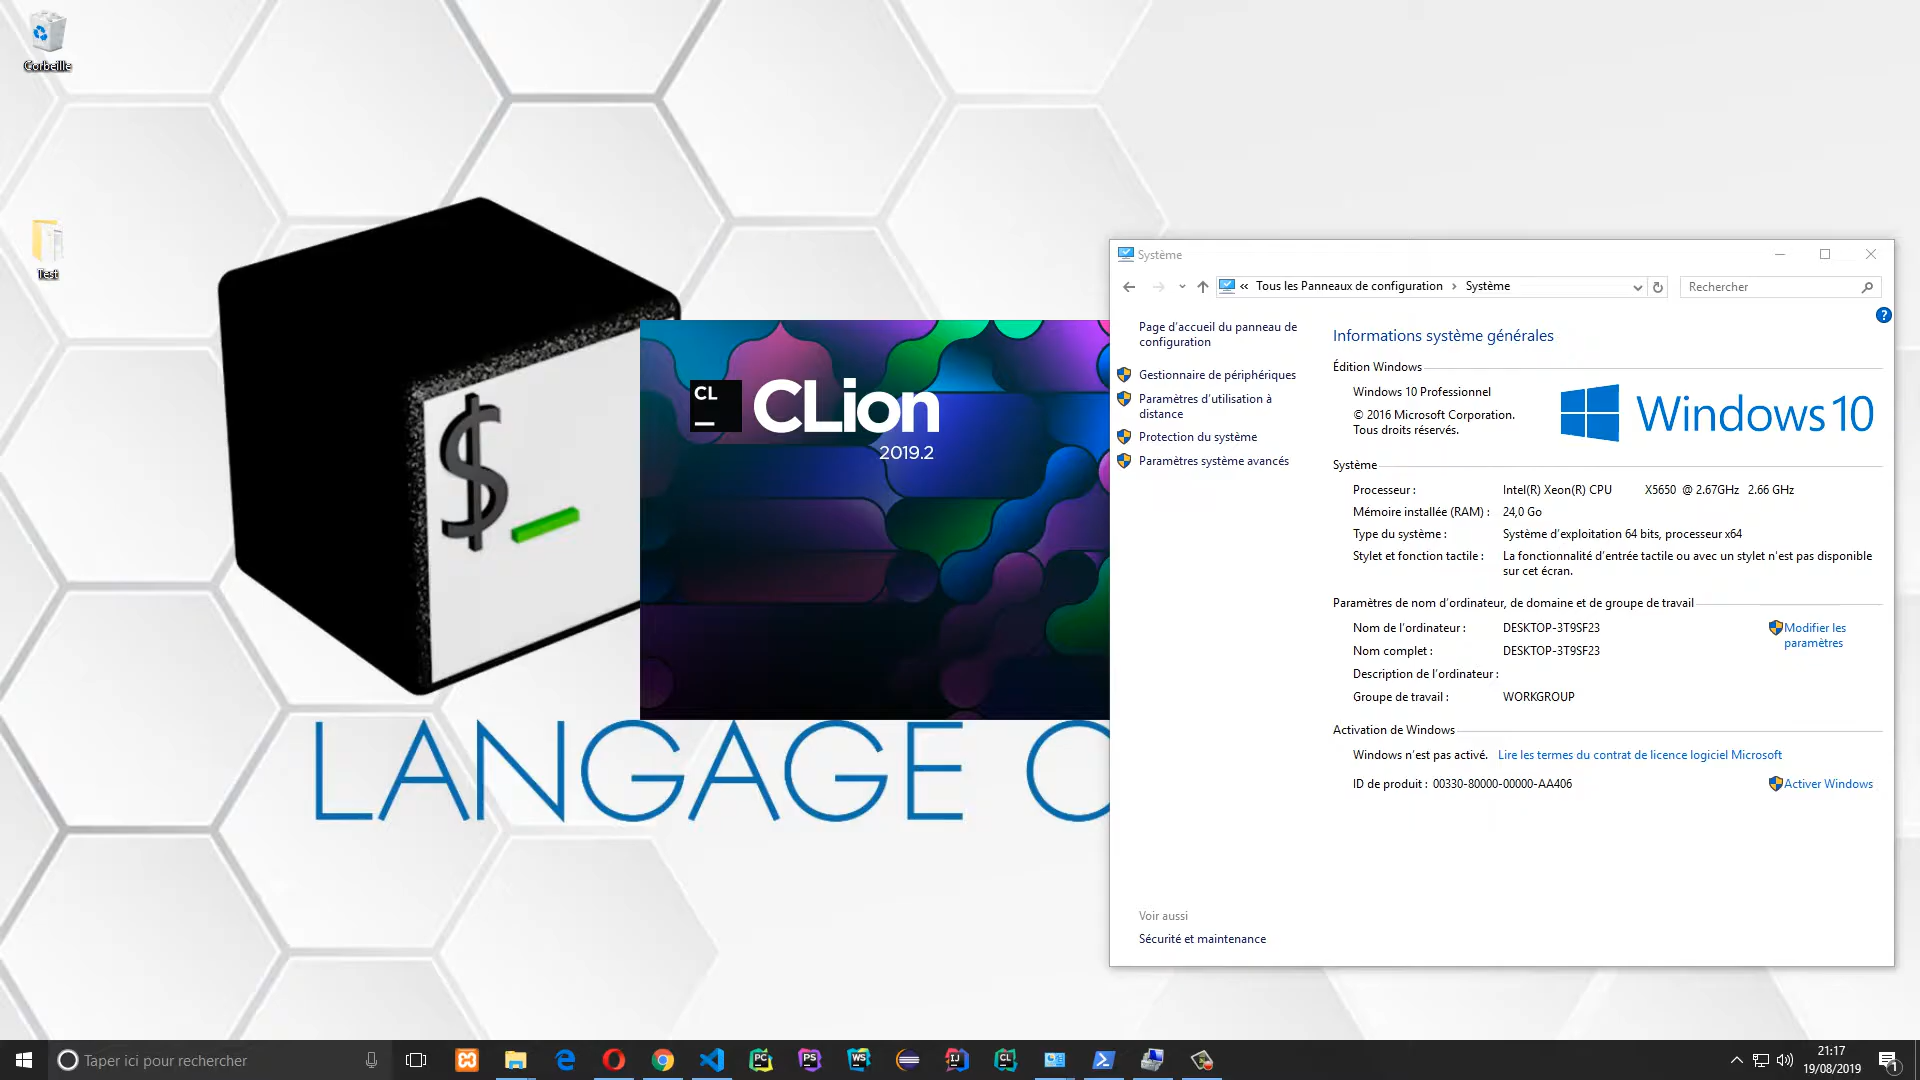 Corbeille
Test
$_
LANGAGE C
CL
CLion
2019.2
Système
« Tous les Panneaux de configuration > Système
Rechercher
?
Page d'accueil du panneau de
configuration
Gestionnaire de périphériques
Paramètres d'utilisation à
distance
Protection du système
Paramètres système avancés
Voir aussi
Sécurité et maintenance
Informations système générales
Édition Windows
Windows 10 Professionnel
© 2016 Microsoft Corporation.
Tous droits réservés.
Windows 10
Système
Processeur : Intel(R) Xeon(R) CPU X5650 @ 2.67GHz 2.66 GHz
Mémoire installée (RAM) : 24,0 Go
Type du système : Système d'exploitation 64 bits, processeur x64
Stylet et fonction tactile : La fonctionnalité d'entrée tactile ou avec un stylet n'est pas disponible
sur cet écran.
Paramètres de nom d'ordinateur, de domaine et de groupe de travail
Nom de l'ordinateur : DESKTOP-3T9SF23
Modifier les
paramètres
Nom complet : DESKTOP-3T9SF23
Description de l'ordinateur :
Groupe de travail : WORKGROUP
Activation de Windows
Windows n'est pas activé. Lire les termes du contrat de licence logiciel Microsoft
ID de produit : 00330-80000-00000-AA406
Activer Windows
Taper ici pour rechercher
PC
PS
WS
IJ
CL
21:17
19/08/2019
1